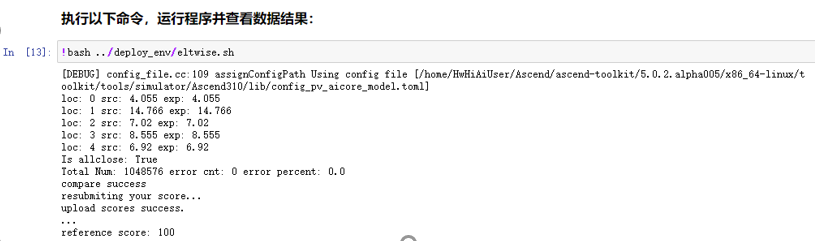 执行以下命令，运行程序并查看数据结果：
In [13]: !bash ../deploy_env/eltwise.sh
[DEBUG] config_file.cc:109 assignConfigPath Using config file [/home/HwHiAiUser/Ascend/ascend-toolkit/5.0.2.alpha005/x86_64-linux/t
oolkit/tools/simulator/Ascend310/lib/config_pv_aicore_model.toml]
loc: 0 src: 4.055 exp: 4.055
loc: 1 src: 14.766 exp: 14.766
loc: 2 src: 7.02 exp: 7.02
loc: 3 src: 8.555 exp: 8.555
loc: 4 src: 6.92 exp: 6.92
Is allclose: True
Total Num: 1048576 error cnt: 0 error percent: 0.0
compare success
resubmiting your score...
upload scores success.
...
reference score: 100